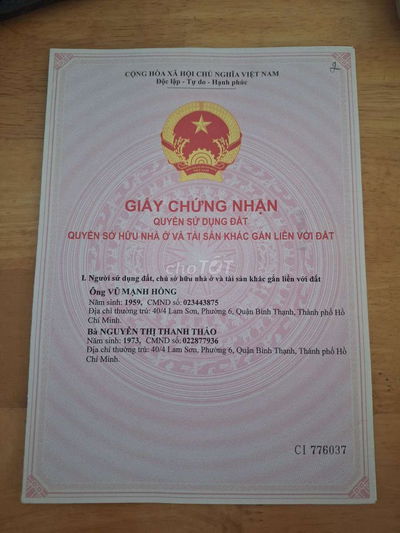 2
CỘNG HÒA XÃ HỘI CHỦ NGHĨA VIỆT NAM
Độc lập - Tự do - Hạnh phúc
GIẤY CHỨNG NHẬN
QUYỀN SỬ DỤNG ĐẤT
QUYỀN SỞ HỮU NHÀ Ở VÀ TÀI SẢN KHÁC GẮN LIỀN VỚI ĐẤT
choTỐT
I. Người sử dụng đất, chủ sở hữu nhà ở và tài sản khác gắn liền với đất
Ông VŨ MẠNH HỒNG
Năm sinh: 1959, CMND số: 023443875
Địa chỉ thường trú: 40/4 Lam Sơn, Phường 6, Quận Bình Thạnh, Thành phố Hồ
Chí Minh.
Bà NGUYỄN THỊ THANH THẢO
Năm sinh: 1973, CMND số: 022877936
Địa chỉ thường trú: 40/4 Lam Sơn, Phường 6, Quận Bình Thạnh, Thành phố Hồ
Chí Minh.
CI 776037